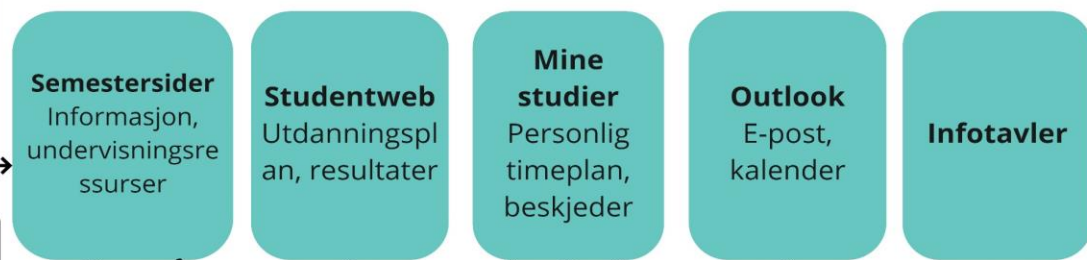 Semestersider
Informasjon,
undervisningsre
ssurser
Studentweb
Utdanningspl
an, resultater
Mine
studier
Personlig
timeplan,
beskjeder
Outlook
E-post,
kalender
Infotavler